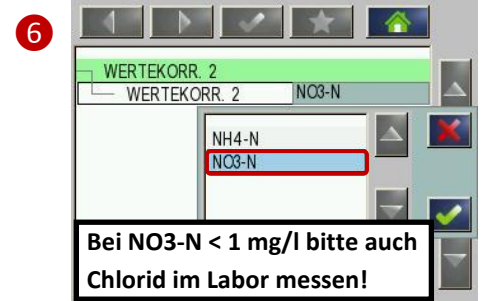 6
WERTEKORR. 2
WERTEKORR. 2 NO3-N
NH4-N
NO3-N
Bei NO3-N < 1 mg/l bitte auch
Chlorid im Labor messen!